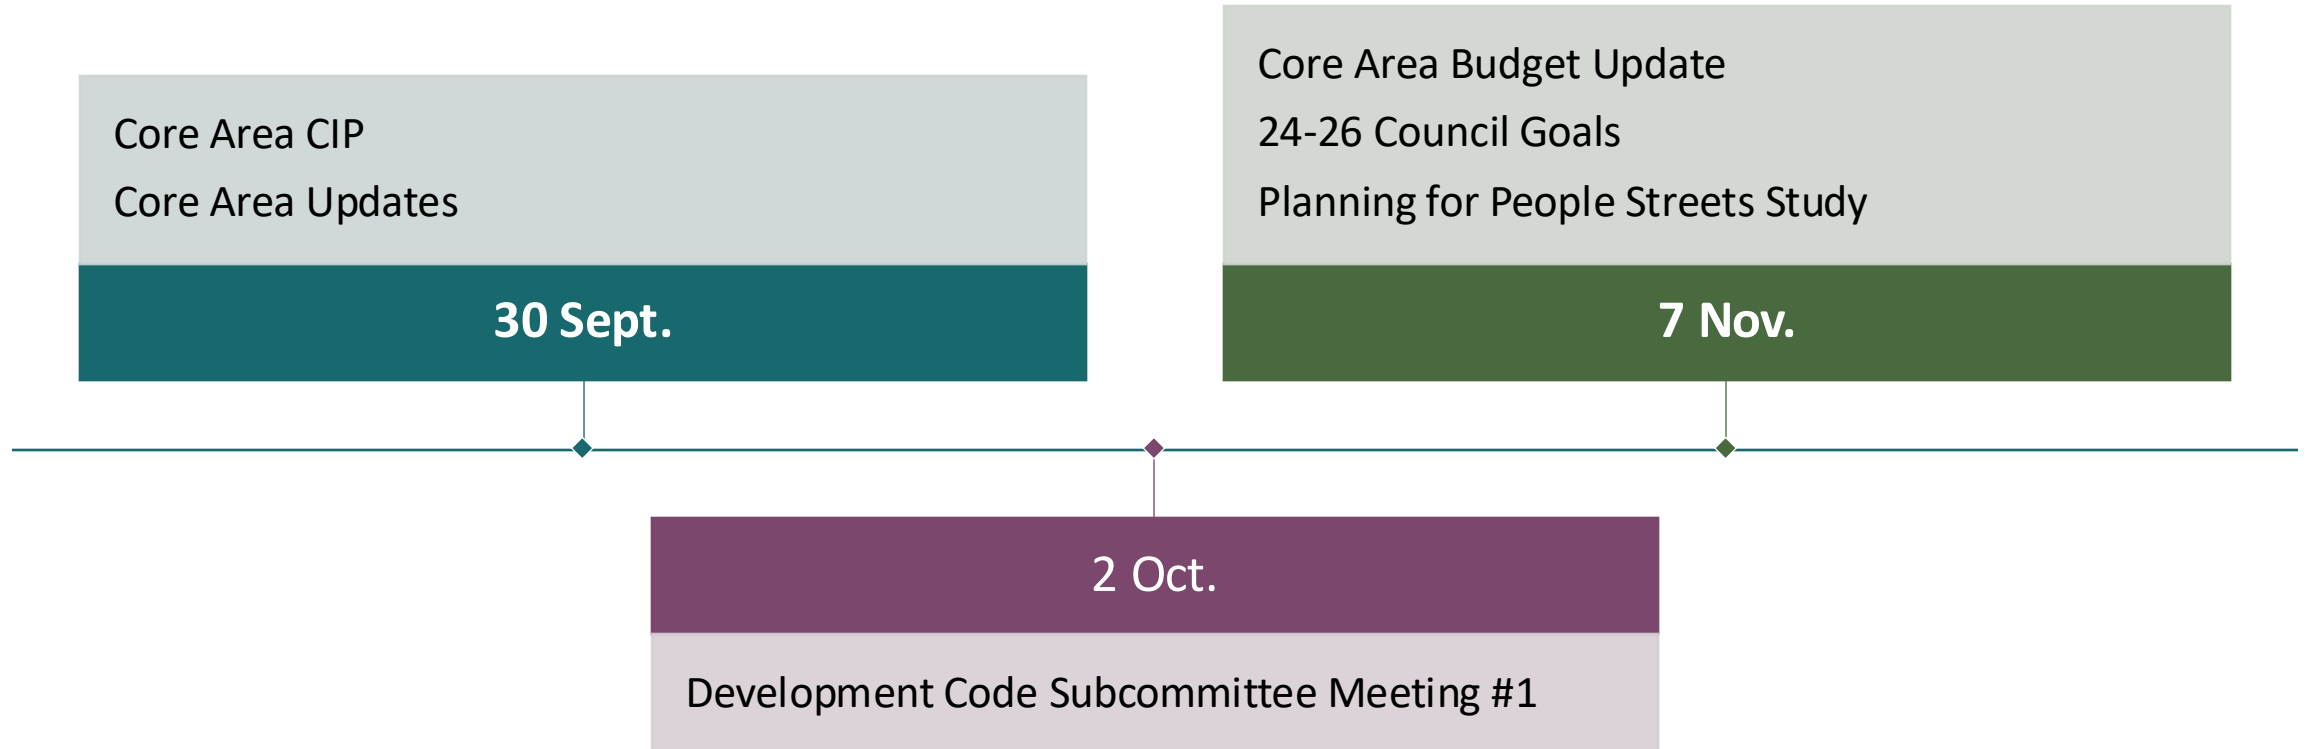 Core Area CIP
Core Area Updates
30 Sept.
Core Area Budget Update
24-26 Council Goals
Planning for People Streets Study
7 Nov.
2 Oct.
Development Code Subcommittee Meeting #1